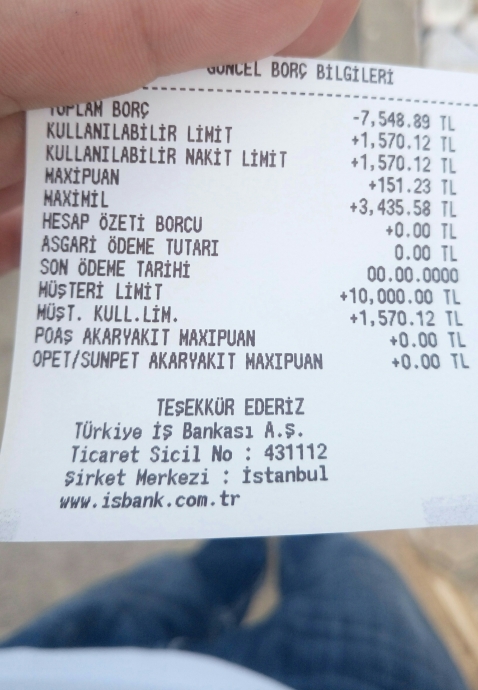 GÜNCEL BORÇ BİLGİLERİ
TOPLAM BORÇ -7,548.89 TL
KULLANILABİLİR LİMİT +1,570.12 TL
KULLANILABİLİR NAKİT LİMİT +1,570.12 TL
MAXİPUAN +151.23 TL
MAXİMİL +3,435.58 TL
HESAP ÖZETİ BORCU +0.00 TL
ASGARİ ÖDEME TUTARI 0.00 TL
SON ÖDEME TARİHİ 00.00.0000
MÜŞTERİ LİMİT +10,000.00 TL
MÜŞT. KULL.LİM. +1,570.12 TL
POAŞ AKARYAKIT MAXIPUAN +0.00 TL
OPET/SUNPET AKARYAKIT MAXIPUAN +0.00 TL
TEŞEKKÜR EDERİZ
Türkiye İş Bankası A.Ş.
Ticaret Sicil No : 431112
Şirket Merkezi : İstanbul
www.isbank.com.tr